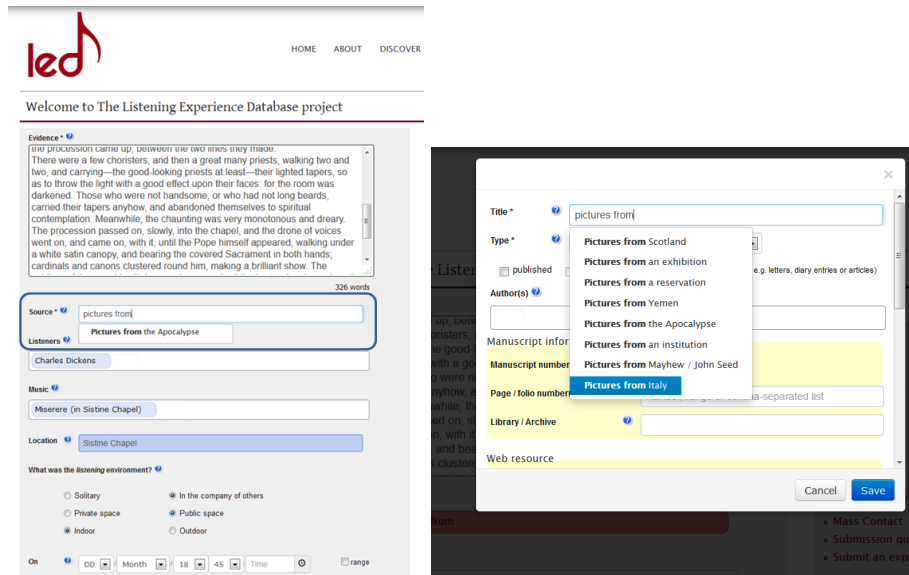 led
HOME ABOUT DISCOVER
Welcome to The Listening Experience Database project
Evidence *
the procession came up, between the two lines they made.
There were a few choristers, and then a great many priests, walking two and
two, and carrying—the good-looking priests at least—their lighted tapers, so
as to throw the light with a good effect upon their faces: for the room was
darkened. Those who were not handsome, or who had not long beards,
carried their tapers anyhow, and abandoned themselves to spiritual
contemplation. Meanwhile, the chaunting was very monotonous and dreary.
The procession passed on, slowly, into the chapel, and the drone of voices
went on, and came on, with it, until the Pope himself appeared, walking under
a white satin canopy, and bearing the covered Sacrament in both hands;
cardinals and canons clustered round him, making a brilliant show. The
326 words
Source * pictures from
Pictures from the Apocalypse
Listeners
Charles Dickens
Music
Miserere (in Sistine Chapel)
Location Sistine Chapel
What was the listening environment?
Solitary In the company of others
Private space Public space
Indoor Outdoor
On DD / Month / 18 45 Time range
×
Title * pictures from
Type *
Pictures from Scotland
Pictures from an exhibition
Pictures from a reservation
Pictures from Yemen
Pictures from the Apocalypse
Pictures from an institution
Pictures from Mayhew / John Seed
Pictures from Italy
published e.g. letters, diary entries or articles)
Author(s)
Manuscript infor
Manuscript number
Page / folio number comma-separated list
Library / Archive
Web resource
Cancel Save
from
Mass Contact
Submission qu
Submit an exp